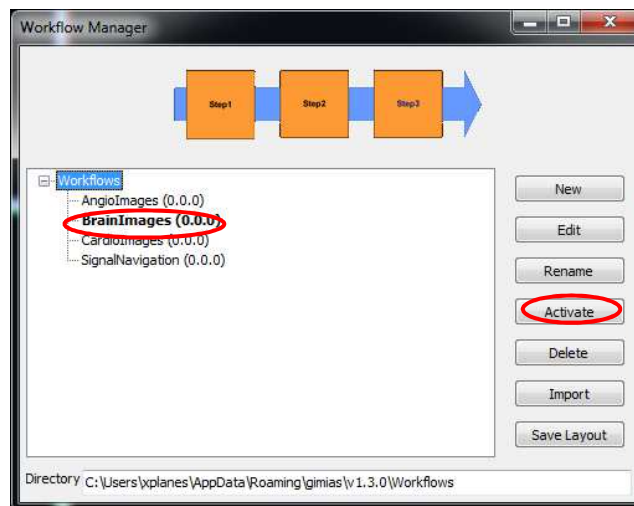 Workflow Manager
Step1 Step2 Step3
Workflows
AngioImages (0.0.0)
BrainImages (0.0.0)
CardioImages (0.0.0)
SignalNavigation (0.0.0)
New
Edit
Rename
Activate
Delete
Import
Save Layout
Directory C:\Users\xplanes\AppData\Roaming\gimias\v1.3.0\Workflows